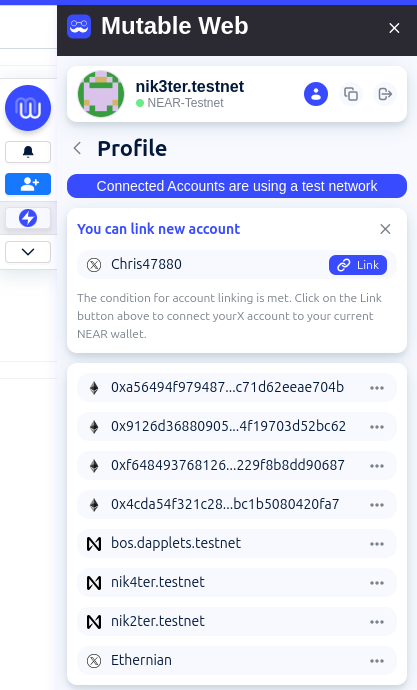 Mutable Web
nik3ter.testnet
NEAR-Testnet
Profile
Connected Accounts are using a test network
You can link new account
Chris47880
Link
The condition for account linking is met. Click on the Link
button above to connect yourX account to your current
NEAR wallet.
0xa56494f979487...c71d62eeae704b
0x9126d36880905...4f19703d52bc62
0xf648493768126...229f8b8dd90687
0x4cda54f321c28...bc1b5080420fa7
bos.dapplets.testnet
nik4ter.testnet
nik2ter.testnet
Ethernian